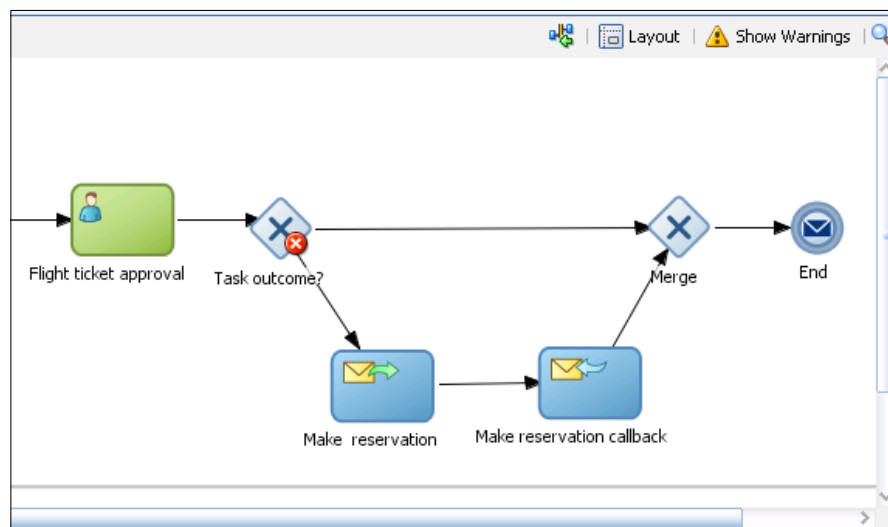 Layout
Show Warnings
Flight ticket approval
Task outcome?
Merge
End
Make reservation
Make reservation callback